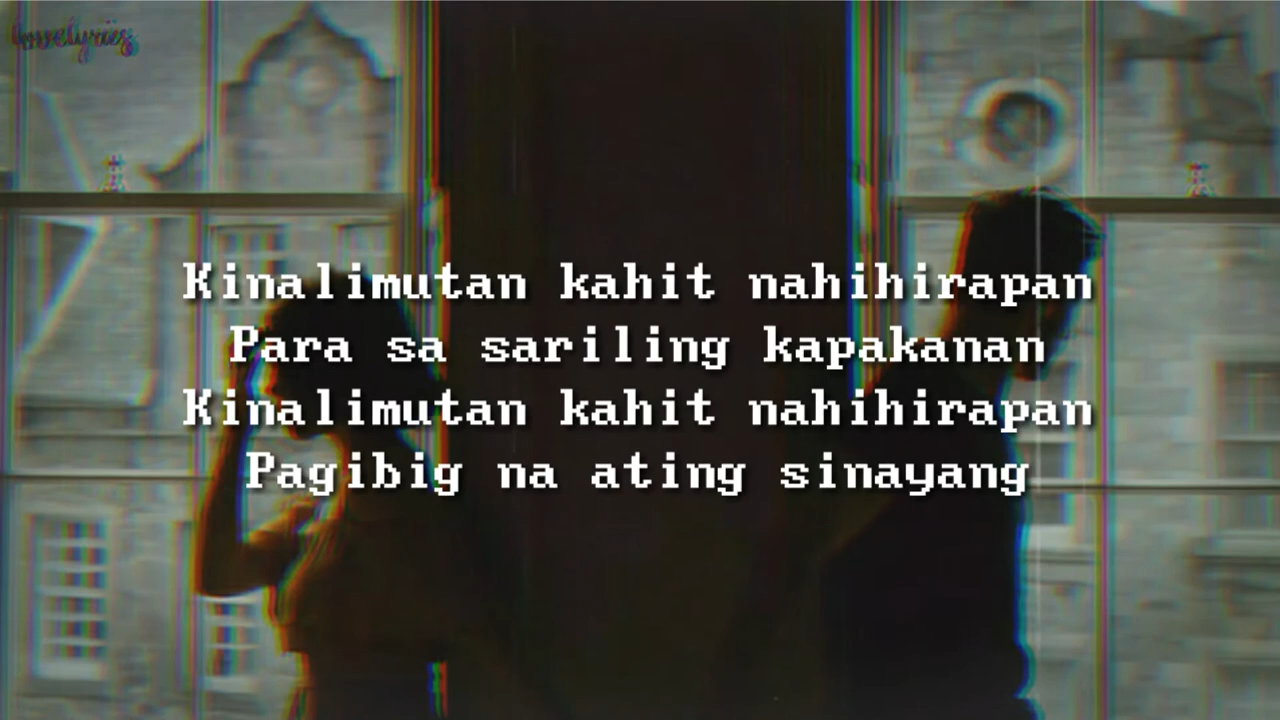 Kinalimutan kahit nahihirapan
Para sa sariling kapakanan
Kinalimutan kahit nahihirapan
Pagibig na ating sinayang